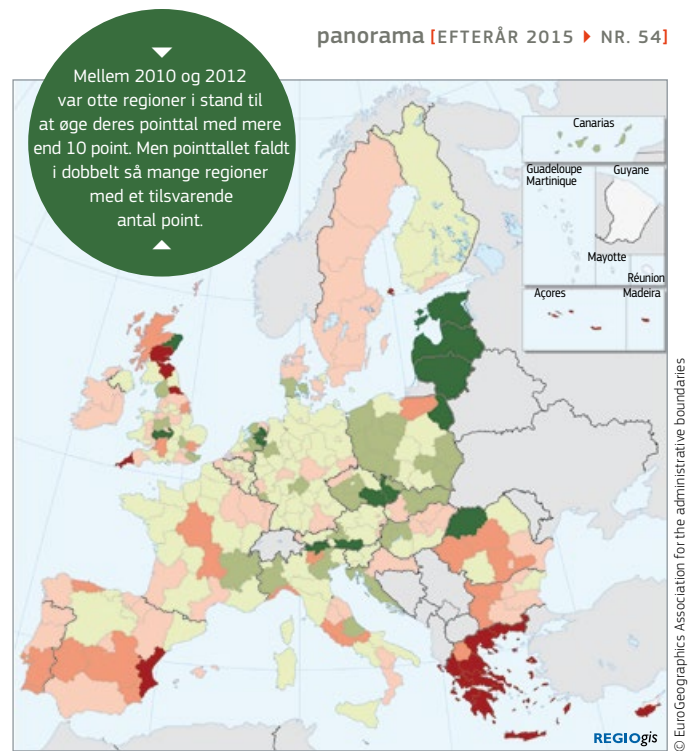 panorama [EFTERÅR 2015 ▸ NR. 54]
Mellem 2010 og 2012
var otte regioner i stand til
at øge deres pointtal med mere
end 10 point. Men pointtallet faldt
i dobbelt så mange regioner
med et tilsvarende
antal point.
Canarias
Guadeloupe
Martinique
Guyane
Mayotte
Réunion
Açores
Madeira
© EuroGeographics Association for the administrative boundaries
REGIOgis